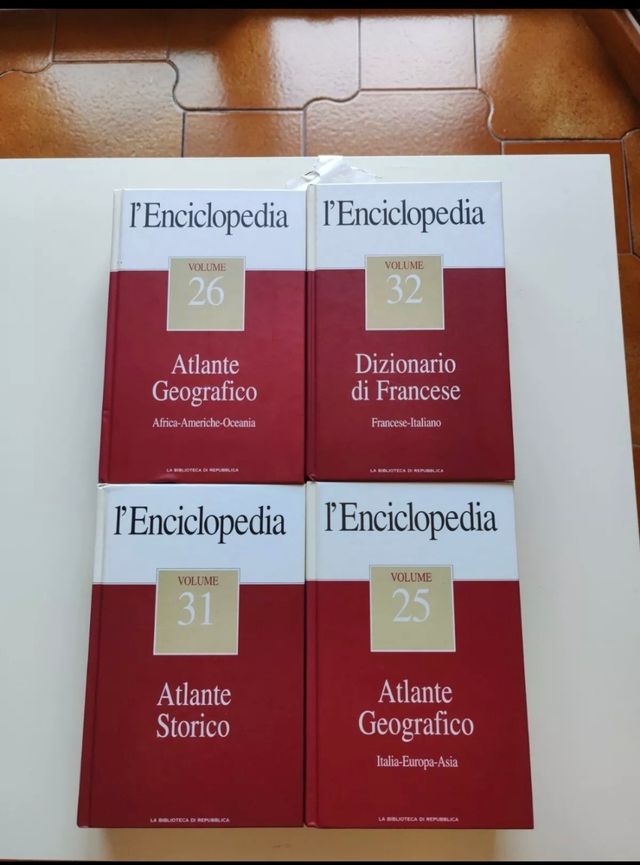 l'Enciclopedia
VOLUME
26
Atlante
Geografico
Africa-Americhe-Oceania
LA BIBLIOTECA DI REPUBBLICA
l'Enciclopedia
VOLUME
32
Dizionario
di Francese
Francese-Italiano
LA BIBLIOTECA DI REPUBBLICA
l'Enciclopedia
VOLUME
31
Atlante
Storico
LA BIBLIOTECA DI REPUBBLICA
l'Enciclopedia
VOLUME
25
Atlante
Geografico
Italia-Europa-Asia
LA BIBLIOTECA DI REPUBBLICA